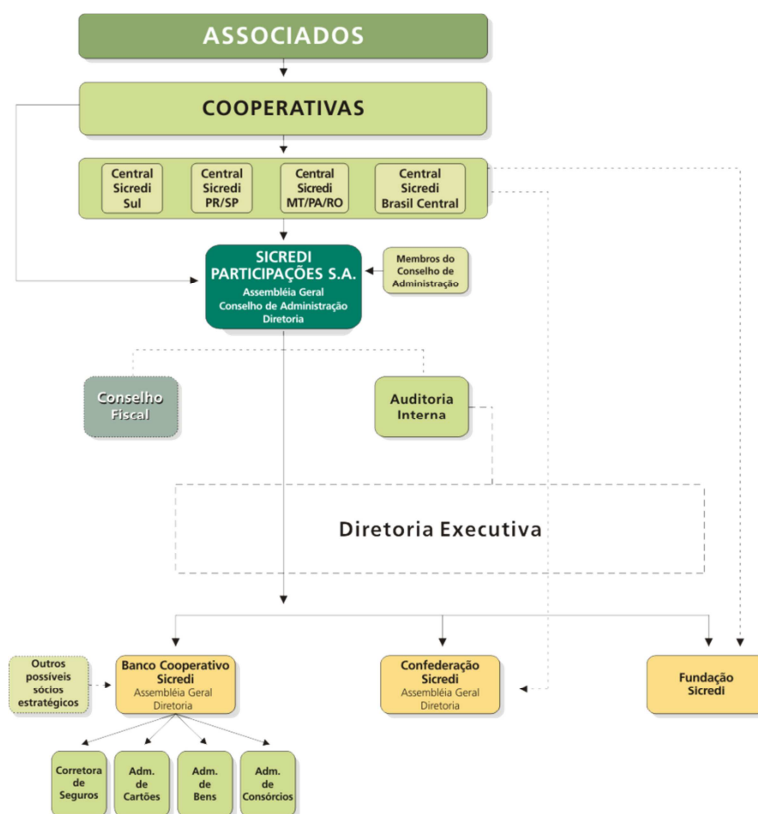 ASSOCIADOS
COOPERATIVAS
Central
Sicredi
Sul
Central
Sicredi
PR/SP
Central
Sicredi
MT/PA/RO
Central
Sicredi
Brasil Central
SICREDI
PARTICIPAÇÕES S.A.
Assembléia Geral
Conselho de Administração
Diretoria
Membros do
Conselho de
Administração
Conselho
Fiscal
Auditoria
Interna
Diretoria Executiva
Outros
possíveis
sócios
estratégicos
Banco Cooperativo
Sicredi
Assembléia Geral
Diretoria
Confederação
Sicredi
Assembléia Geral
Diretoria
Fundação
Sicredi
Corretora
de
Seguros
Adm.
de
Cartões
Adm.
de
Bens
Adm.
de
Consórcios